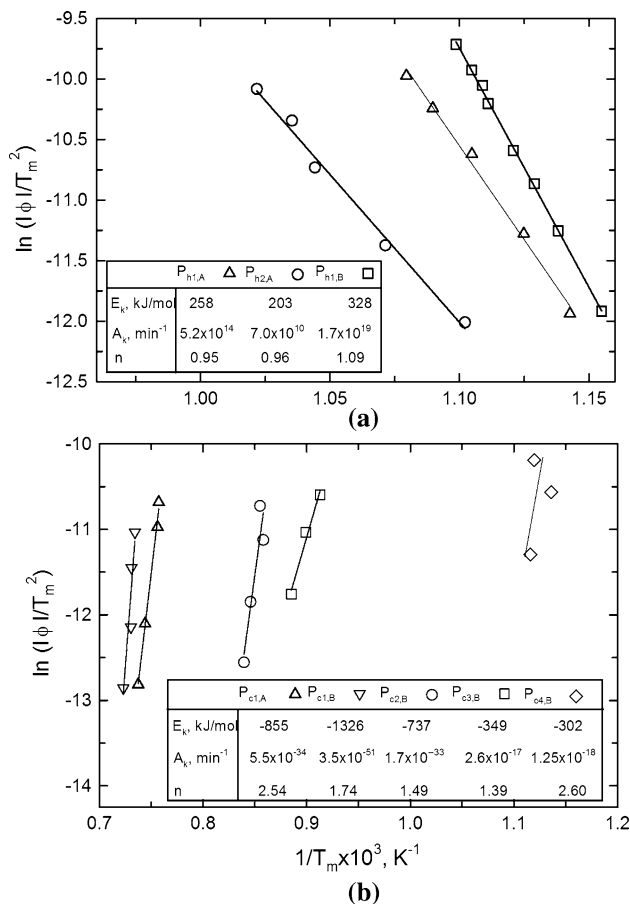 -9.5
-10.0
-10.5
-11.0
-11.5
-12.0
-12.5
ln (I ϕ I/T_m^2)
P_h1,A △ P_h2,A ○ P_h1,B □
E_k, kJ/mol 258 203 328
A_k, min^-1 5.2x10^14 7.0x10^10 1.7x10^19
n 0.95 0.96 1.09
1.00 1.05 1.10 1.15
(a)
-10
-11
-12
-13
-14
ln (I ϕ I/T_m^2)
P_c1,A △ P_c1,B ▽ P_c2,B ○ P_c3,B □ P_c4,B ◇
E_k, kJ/mol -855 -1326 -737 -349 -302
A_k, min^-1 5.5x10^-34 3.5x10^-51 1.7x10^-33 2.6x10^-17 1.25x10^-18
n 2.54 1.74 1.49 1.39 2.60
0.7 0.8 0.9 1.0 1.1 1.2
1/T_m x10^3, K^-1
(b)